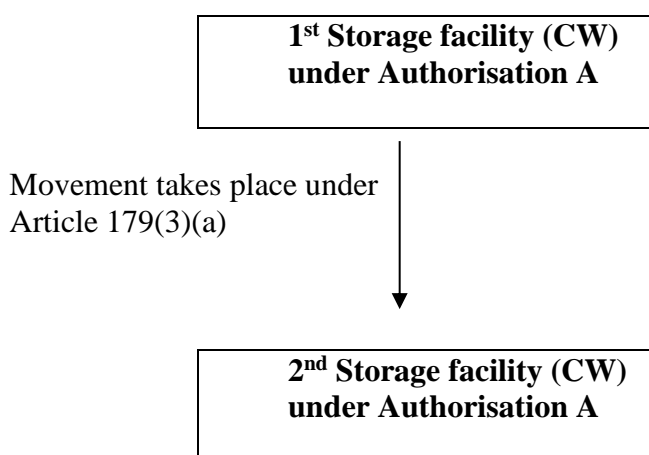 1st Storage facility (CW)
under Authorisation A
Movement takes place under
Article 179(3)(a)
2nd Storage facility (CW)
under Authorisation A